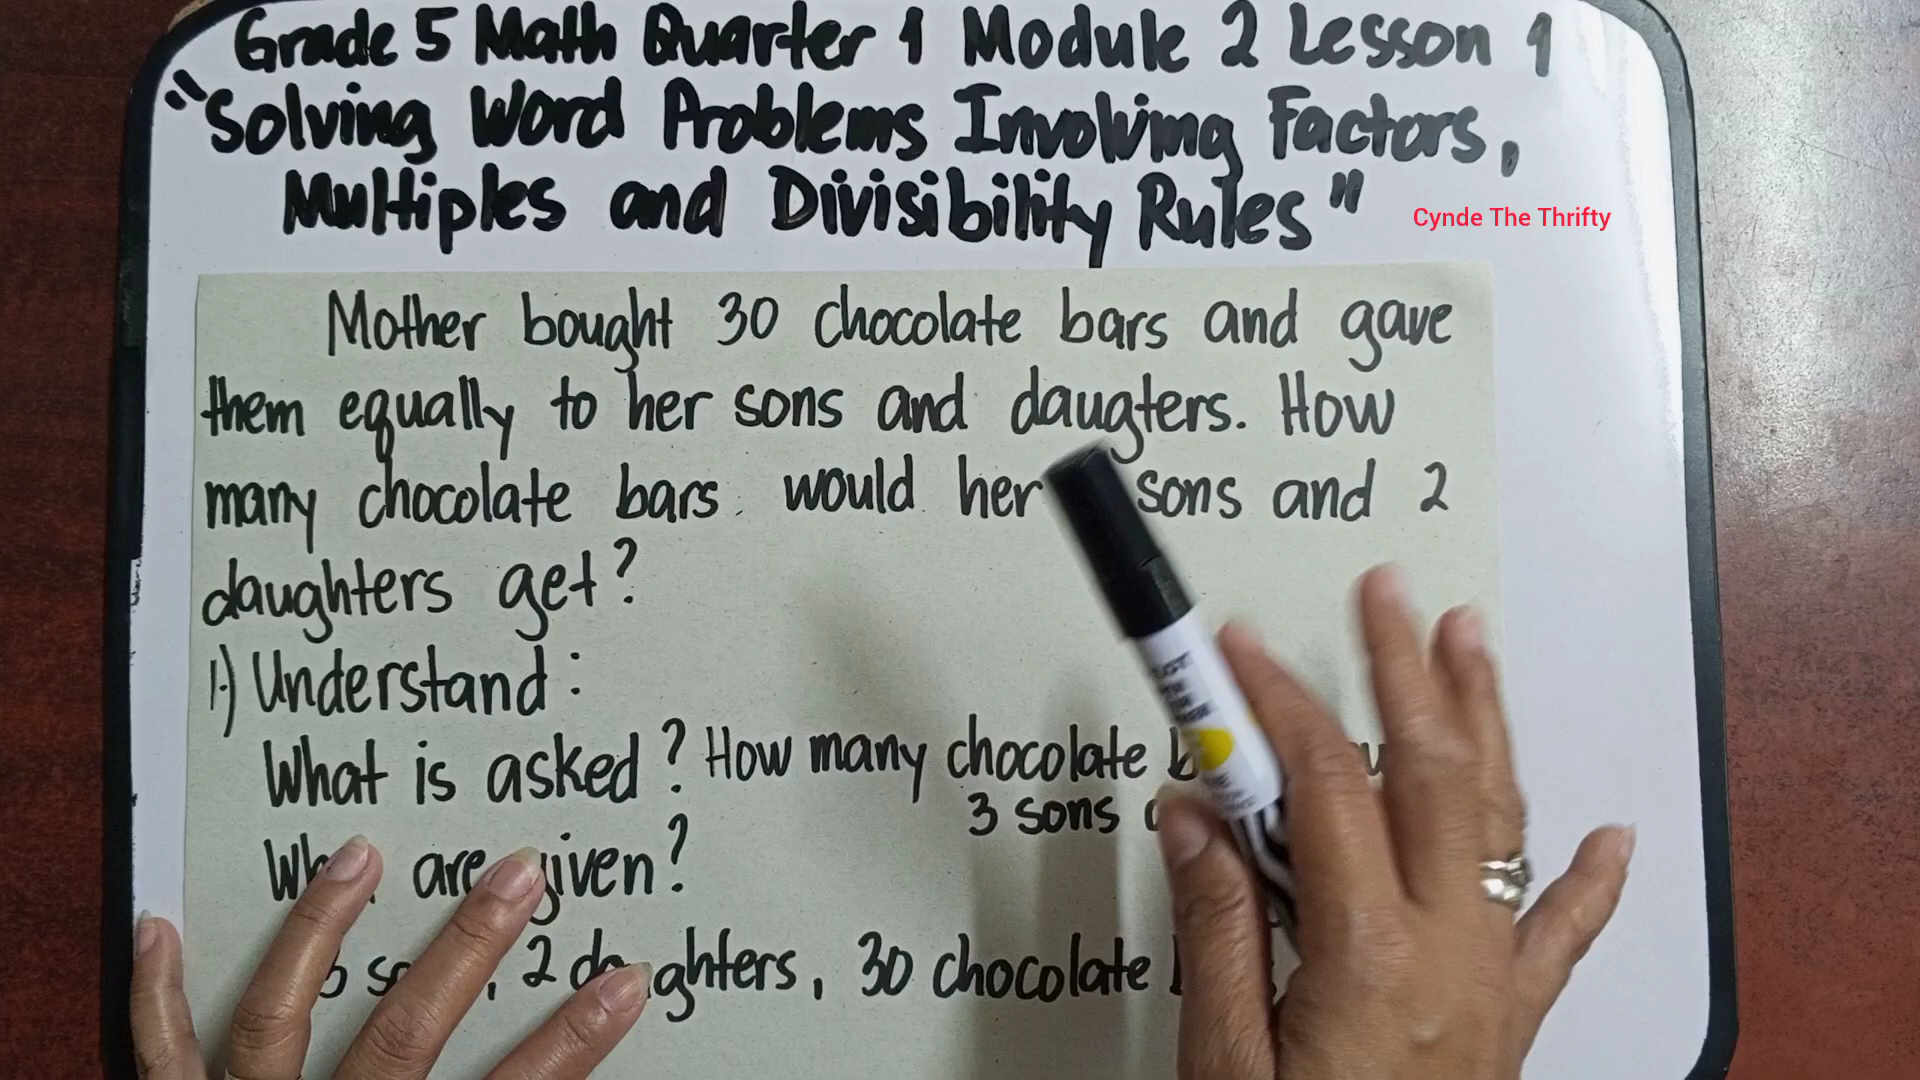 Grade 5 Math Quarter 1 Module 2 Lesson 1
"Solving Word Problems Involving Factors,
Multiples and Divisibility Rules"
Cynde The Thrifty
Mother bought 30 chocolate bars and gave
them equally to her sons and daugters. How
many chocolate bars would her sons and 2
daughters get?
1.) Understand:
What is asked? How many chocolate
3 sons
are given?
2 daughters, 30 chocolate